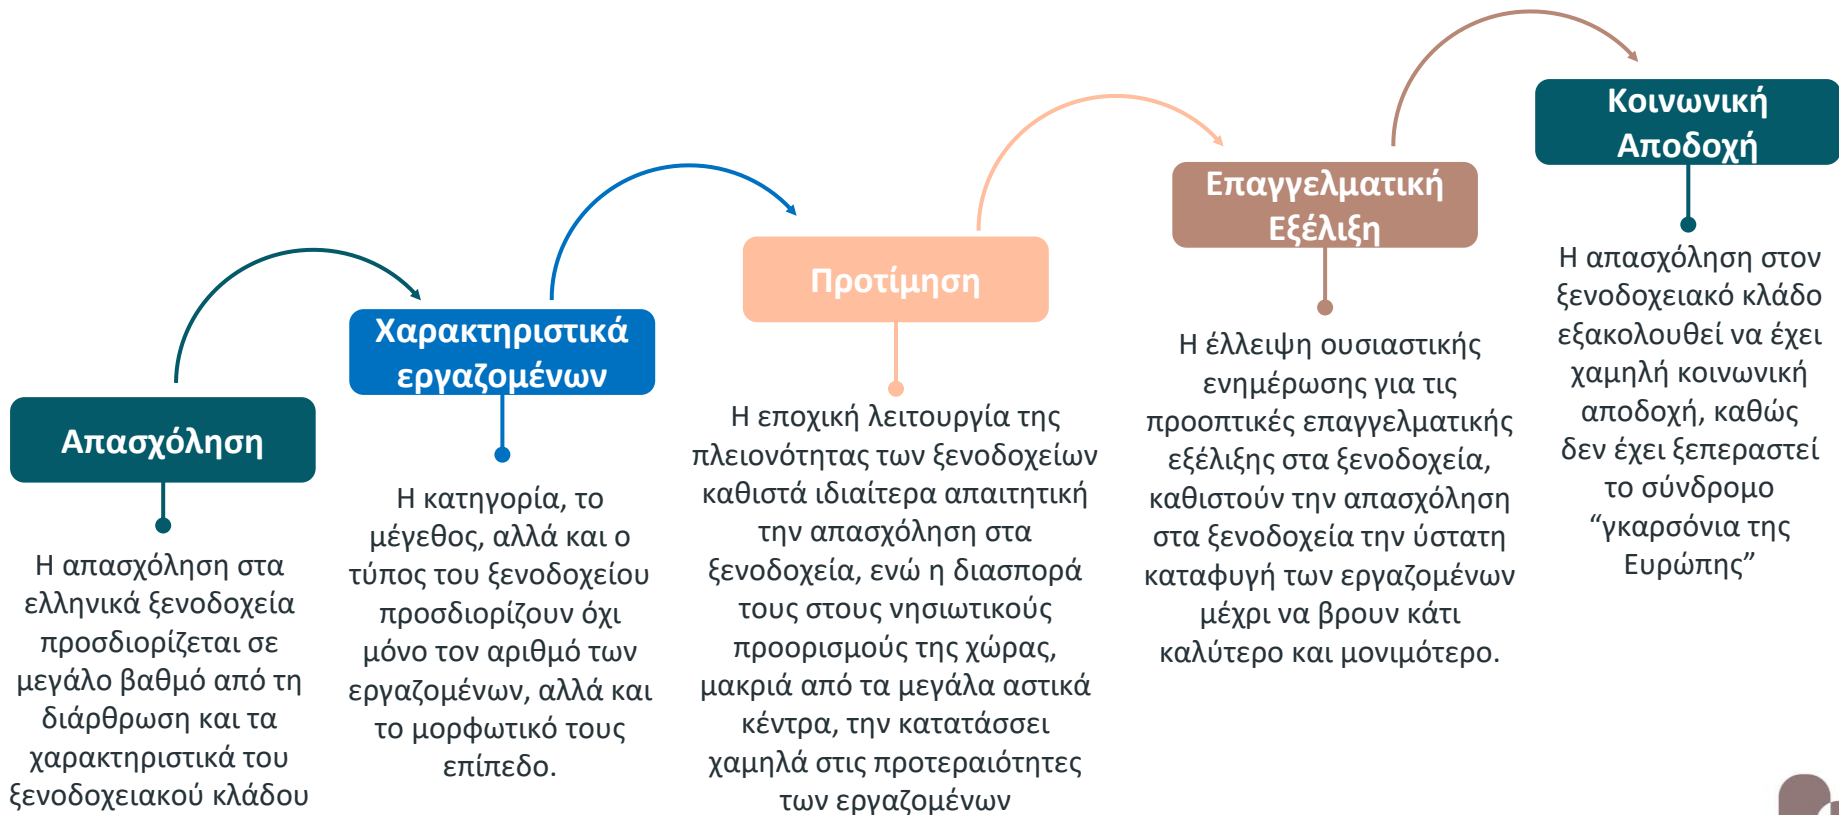 Απασχόληση
Η απασχόληση στα
ελληνικά ξενοδοχεία
προσδιορίζεται σε
μεγάλο βαθμό από τη
διάρθρωση και τα
χαρακτηριστικά του
ξενοδοχειακού κλάδου
Χαρακτηριστικά
εργαζομένων
Η κατηγορία, το
μέγεθος, αλλά και ο
τύπος του ξενοδοχείου
προσδιορίζουν όχι
μόνο τον αριθμό των
εργαζομένων, αλλά και
το μορφωτικό τους
επίπεδο.
Προτίμηση
Η εποχική λειτουργία της
πλειονότητας των ξενοδοχείων
καθιστά ιδιαίτερα απαιτητική
την απασχόληση στα
ξενοδοχεία, ενώ η διασπορά
τους στους νησιωτικούς
προορισμούς της χώρας,
μακριά από τα μεγάλα αστικά
κέντρα, την κατατάσσει
χαμηλά στις προτεραιότητες
των εργαζομένων
Επαγγελματική
Εξέλιξη
Η έλλειψη ουσιαστικής
ενημέρωσης για τις
προοπτικές επαγγελματικής
εξέλιξης στα ξενοδοχεία,
καθιστούν την απασχόληση
στα ξενοδοχεία την ύστατη
καταφυγή των εργαζομένων
μέχρι να βρουν κάτι
καλύτερο και μονιμότερο.
Κοινωνική
Αποδοχή
Η απασχόληση στον
ξενοδοχειακό κλάδο
εξακολουθεί να έχει
χαμηλή κοινωνική
αποδοχή, καθώς
δεν έχει ξεπεραστεί
το σύνδρομο
“γκαρσόνια της
Ευρώπης”